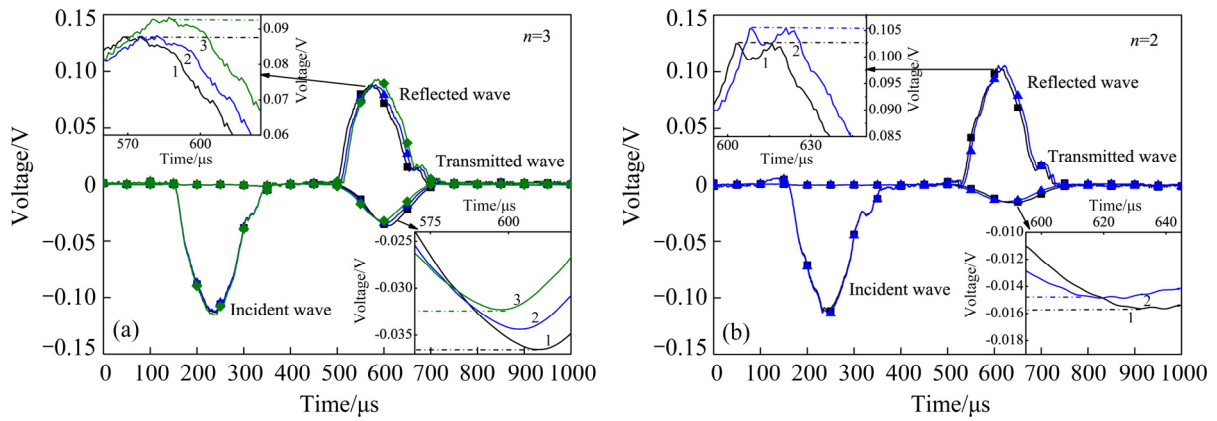 0.15
0.10
0.05
0
−0.05
−0.10
−0.15
Voltage/V
0 100 200 300 400 500 600 700 800 900 1000
Time/μs
(a)
n=3
Reflected wave
Transmitted wave
Incident wave
0.09
0.08
0.07
0.06
Voltage/V
570 600
Time/μs
3
2
1
Time/μs
575 600
−0.025
−0.030
−0.035
Voltage/V
3
2
1
0.15
0.10
0.05
0
−0.05
−0.10
−0.15
Voltage/V
0 100 200 300 400 500 600 700 800 900 1000
Time/μs
(b)
n=2
Reflected wave
Transmitted wave
Incident wave
0.105
0.100
0.095
0.090
0.085
Voltage/V
600 630
Time/μs
2
1
Time/μs
600 620 640
−0.010
−0.012
−0.014
−0.016
−0.018
Voltage/V
2
1